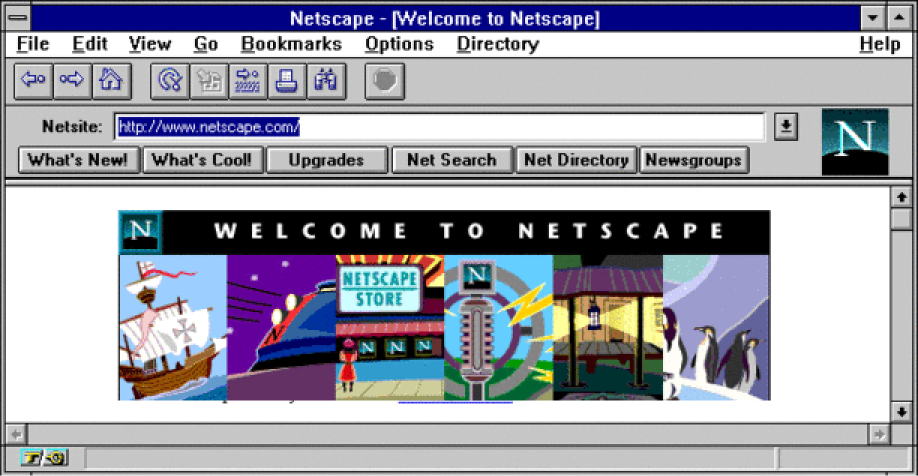 Netscape - [Welcome to Netscape]
File Edit View Go Bookmarks Options Directory Help
Netsite: http://www.netscape.com/
N
What's New! What's Cool! Upgrades Net Search Net Directory Newsgroups
N WELCOME TO NETSCAPE
NETSCAPE
STORE
N
N N N